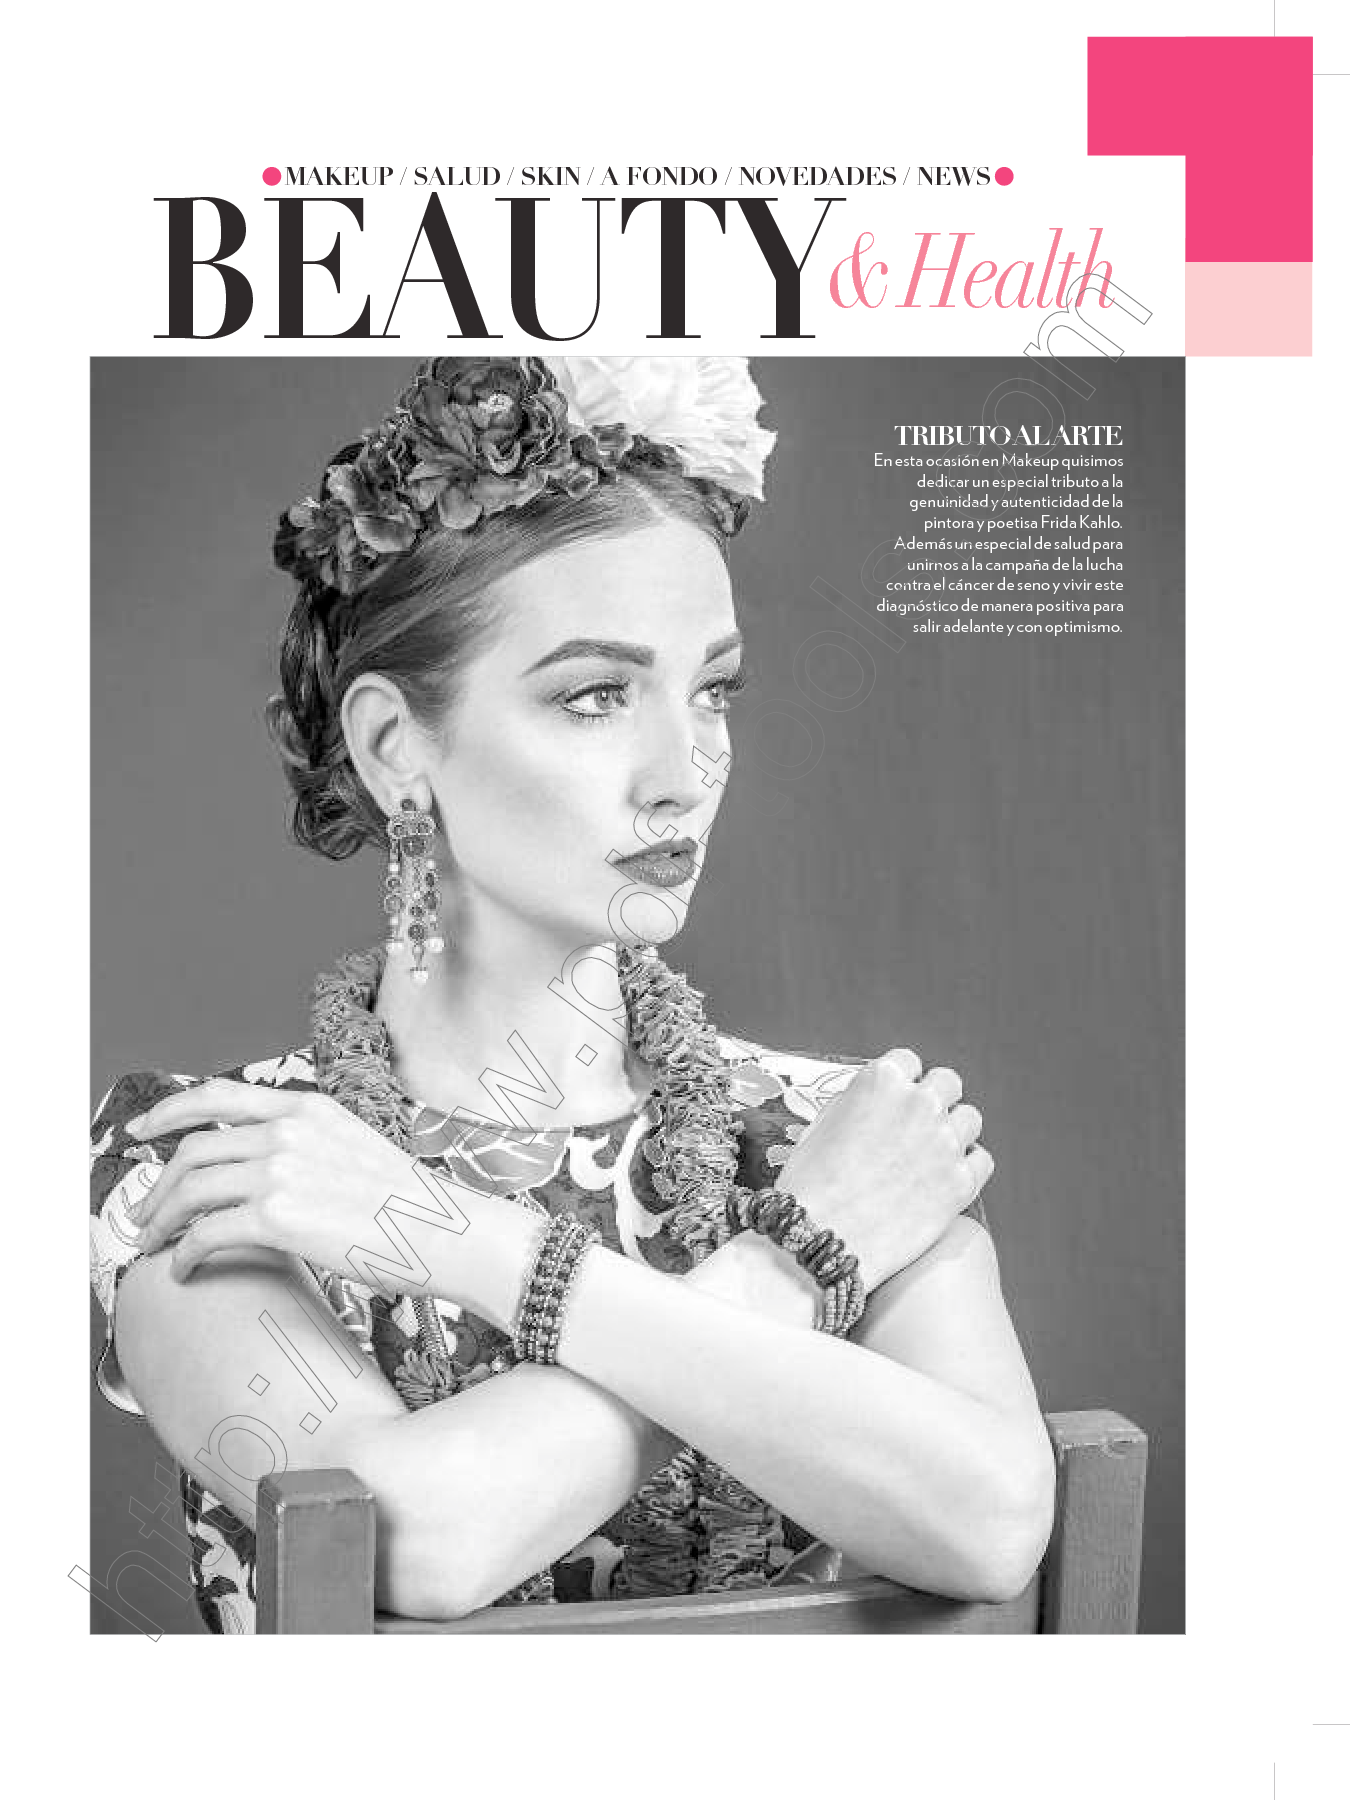 MAKEUP / SALUD / SKIN / A FONDO / NOVEDADES / NEWS
BEAUTY & Health
TRIBUTO AL ARTE
En esta ocasión en Makeup quisimos
dedicar un especial tributo a la
genuinidad y autenticidad de la
pintora y poetisa Frida Kahlo.
Además un especial de salud para
unirnos a la campaña de la lucha
contra el cáncer de seno y vivir este
diagnóstico de manera positiva para
salir adelante y con optimismo.
http://www.pdf-tools.com